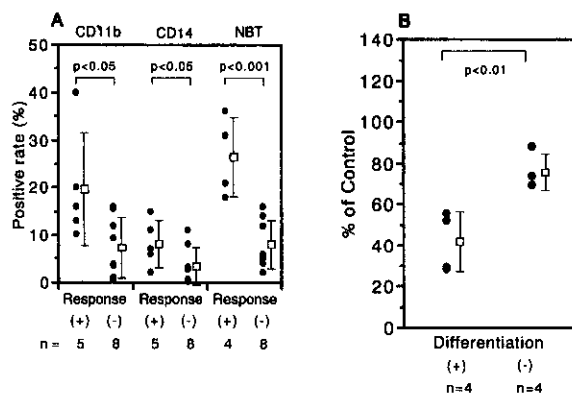 A
CD11b CD14 NBT
p<0.05 p<0.05 p<0.001
Positive rate (%)
50
40
30
20
10
0
Response Response Response
(+) (-) (+) (-) (+) (-)
n= 5 8 5 8 4 8
B
p<0.01
% of Control
140
120
100
80
60
40
20
0
Differentiation
(+) (-)
n=4 n=4